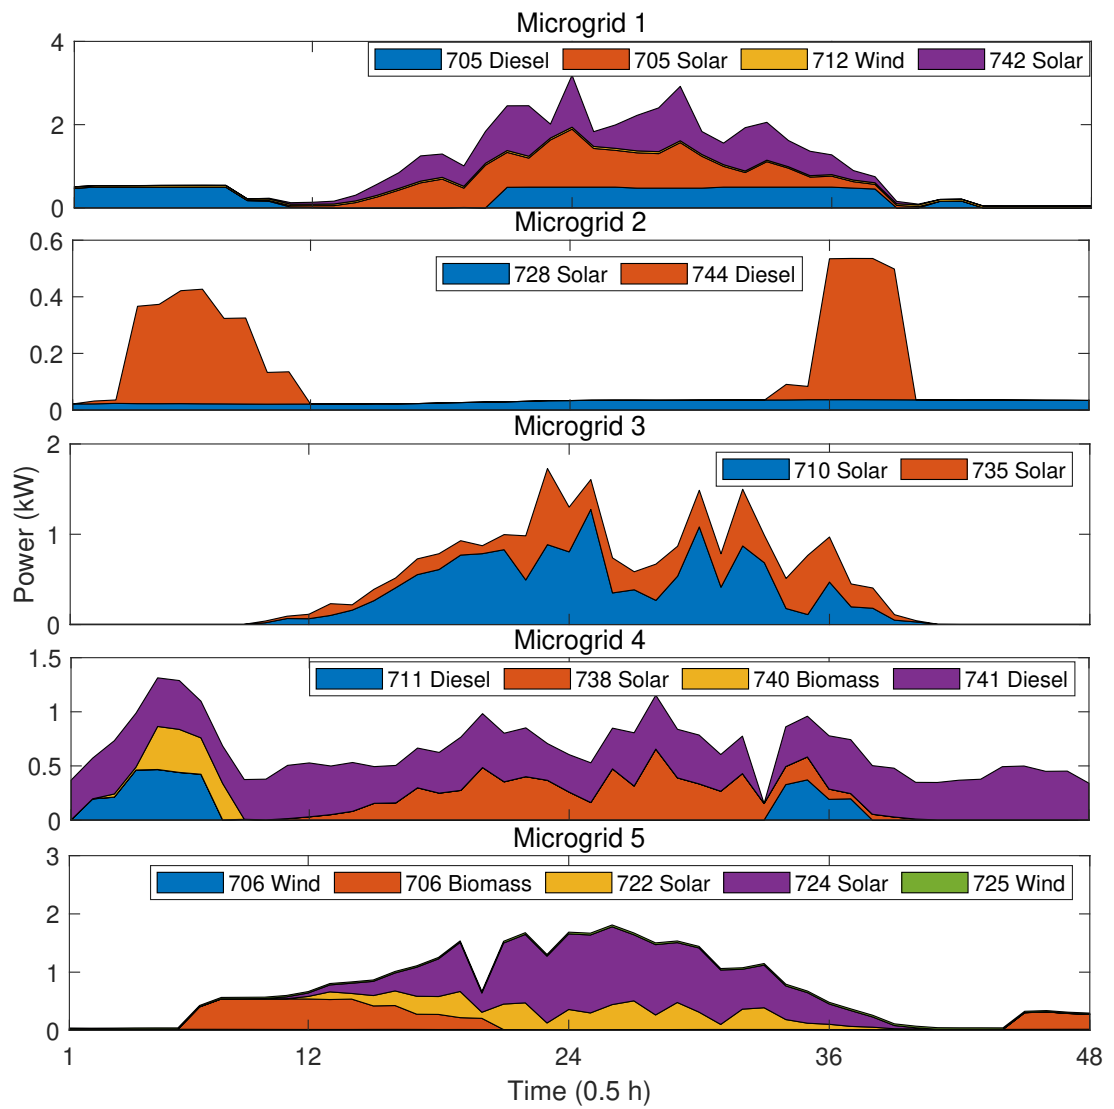 Microgrid 1
4
705 Diesel 705 Solar 712 Wind 742 Solar
2
0
Microgrid 2
0.6
728 Solar 744 Diesel
0.4
0.2
0
Microgrid 3
2
710 Solar 735 Solar
1
0
Power (kW)
Microgrid 4
1.5
711 Diesel 738 Solar 740 Biomass 741 Diesel
1
0.5
0
Microgrid 5
3
706 Wind 706 Biomass 722 Solar 724 Solar 725 Wind
2
1
0
1 12 24 36 48
Time (0.5 h)